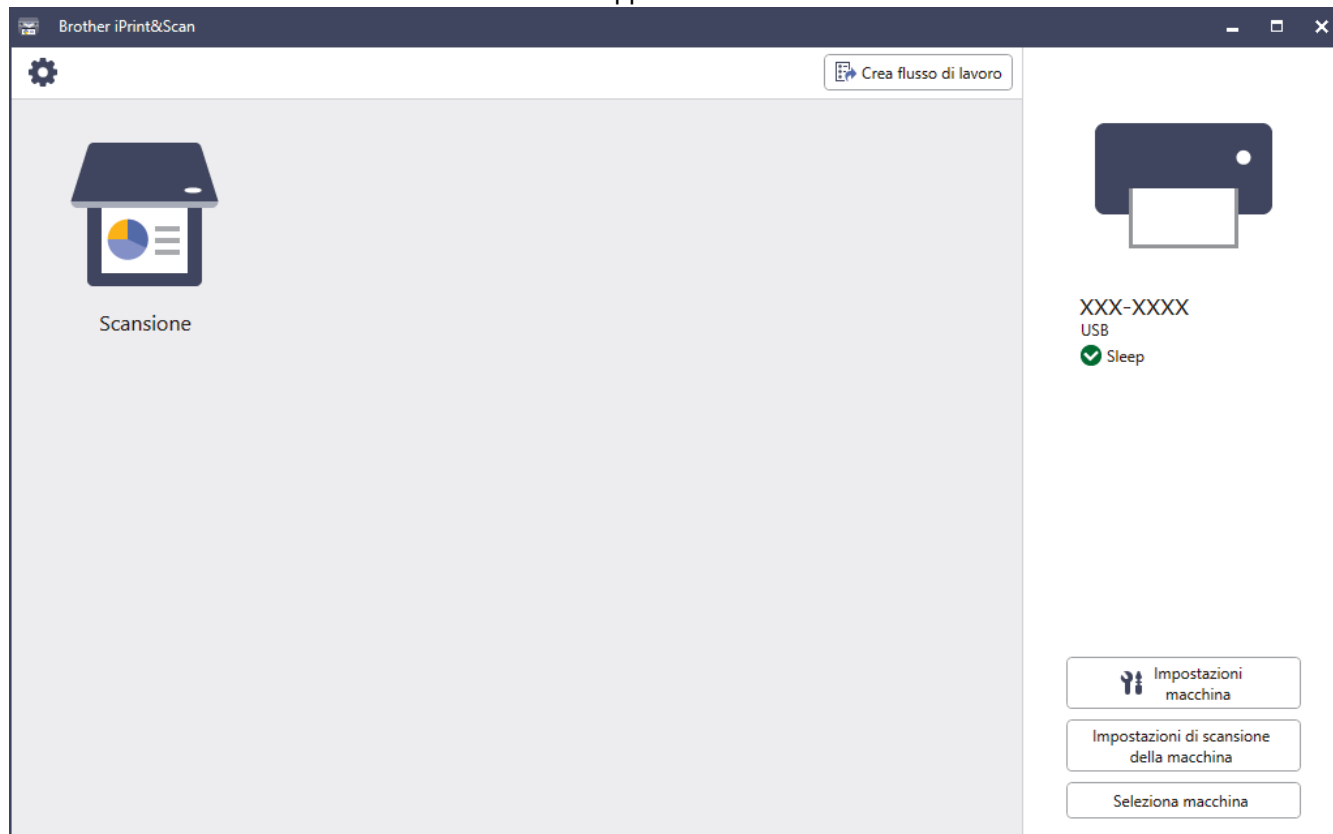 Brother iPrint&Scan
Crea flusso di lavoro
Scansione
XXX-XXXX
USB
Sleep
Impostazioni
macchina
Impostazioni di scansione
della macchina
Seleziona macchina